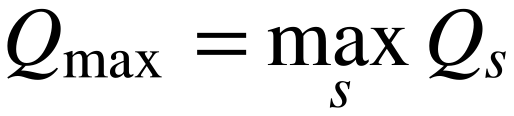 Q_max = max_s Q_s